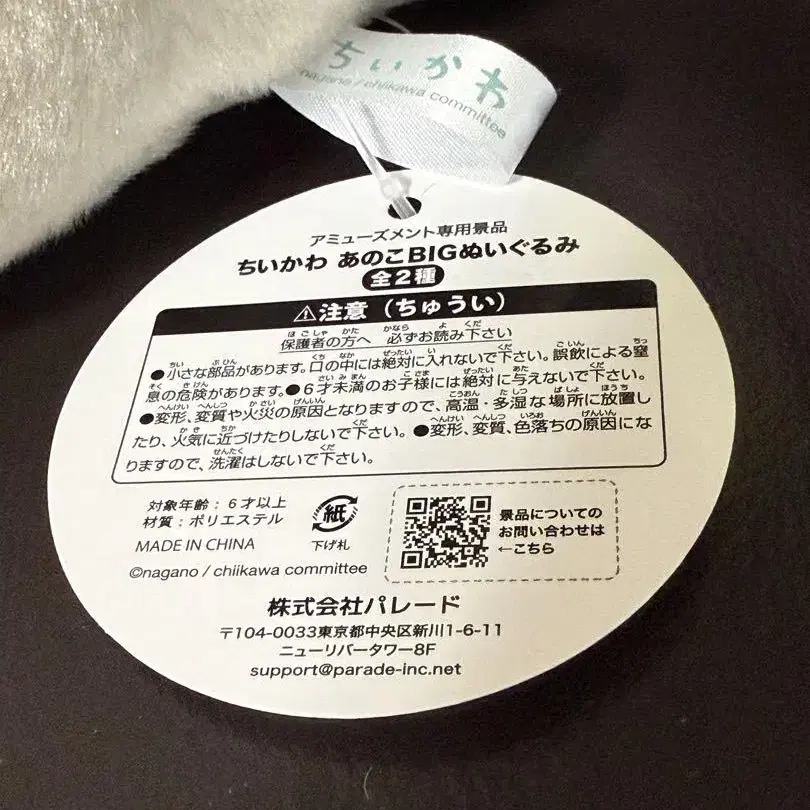 ちいかわ
nagano / chiikawa committee
アミューズメント専用景品
ちいかわ あのこBIGぬいぐるみ
全2種
⚠注意（ちゅうい）
保護者の方へ 必ずお読み下さい
●小さな部品があります。口の中には絶対に入れないで下さい。誤飲による窒
息の危険があります。●6才未満のお子様には絶対に与えないで下さい。
●変形、変質や火災の原因となりますので、高温・多湿な場所に放置し
たり、火気に近づけたりしないで下さい。●変形、変質、色落ちの原因にな
りますので、洗濯はしないで下さい。
対象年齢：6才以上
材質：ポリエステル
MADE IN CHINA
紙
下げ札
景品についての
お問い合わせは
←こちら
©nagano / chiikawa committee
株式会社パレード
〒104-0033東京都中央区新川1-6-11
ニューリバータワー8F
support@parade-inc.net